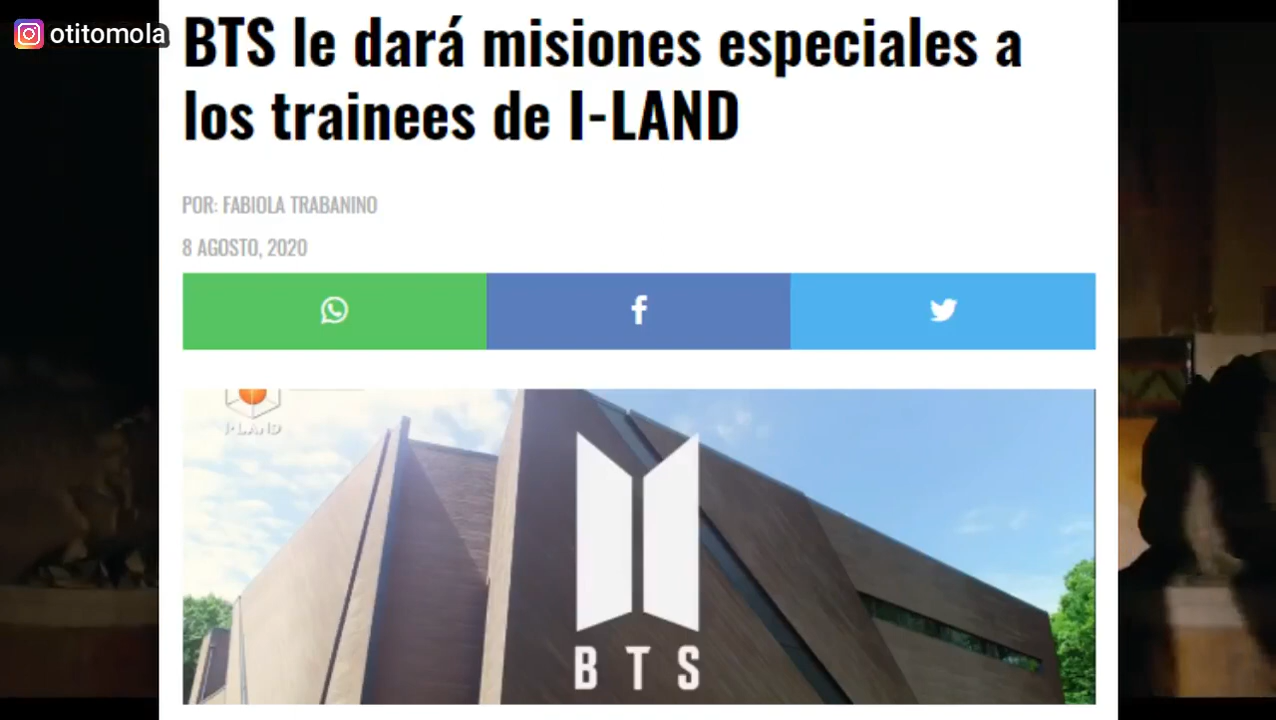 otitomola
BTS le dará misiones especiales a
los trainees de I-LAND
POR: FABIOLA TRABANINO
8 AGOSTO, 2020
I·LAND
BTS